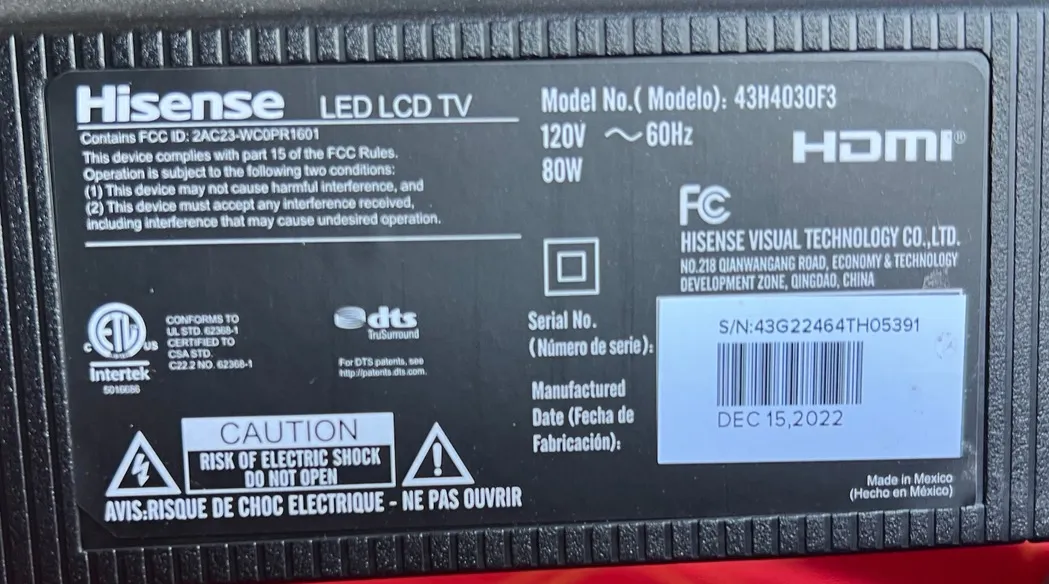 Hisense LED LCD TV
Contains FCC ID: 2AC23-WC0PR1601
This device complies with part 15 of the FCC Rules.
Operation is subject to the following two conditions:
(1) This device may not cause harmful interference, and
(2) This device must accept any interference received,
including interference that may cause undesired operation.
Model No.( Modelo): 43H4030F3
120V ～ 60Hz
80W
HDMI®
FC
HISENSE VISUAL TECHNOLOGY CO.,LTD.
NO.218 QIANWANGANG ROAD, ECONOMY & TECHNOLOGY
DEVELOPMENT ZONE, QINGDAO, CHINA
ETL
C US
Intertek
5016686
CONFORMS TO
UL STD. 62368-1
CERTIFIED TO
CSA STD.
C22.2 NO. 62368-1
dts
TruSurround
For DTS patents, see
http://patents.dts.com.
Serial No.
(Número de serie):
S/N:43G22464TH05391
Manufactured
Date (Fecha de
Fabricación):
DEC 15,2022
CAUTION
RISK OF ELECTRIC SHOCK
DO NOT OPEN
AVIS:RISQUE DE CHOC ELECTRIQUE - NE PAS OUVRIR
Made in Mexico
(Hecho en México)